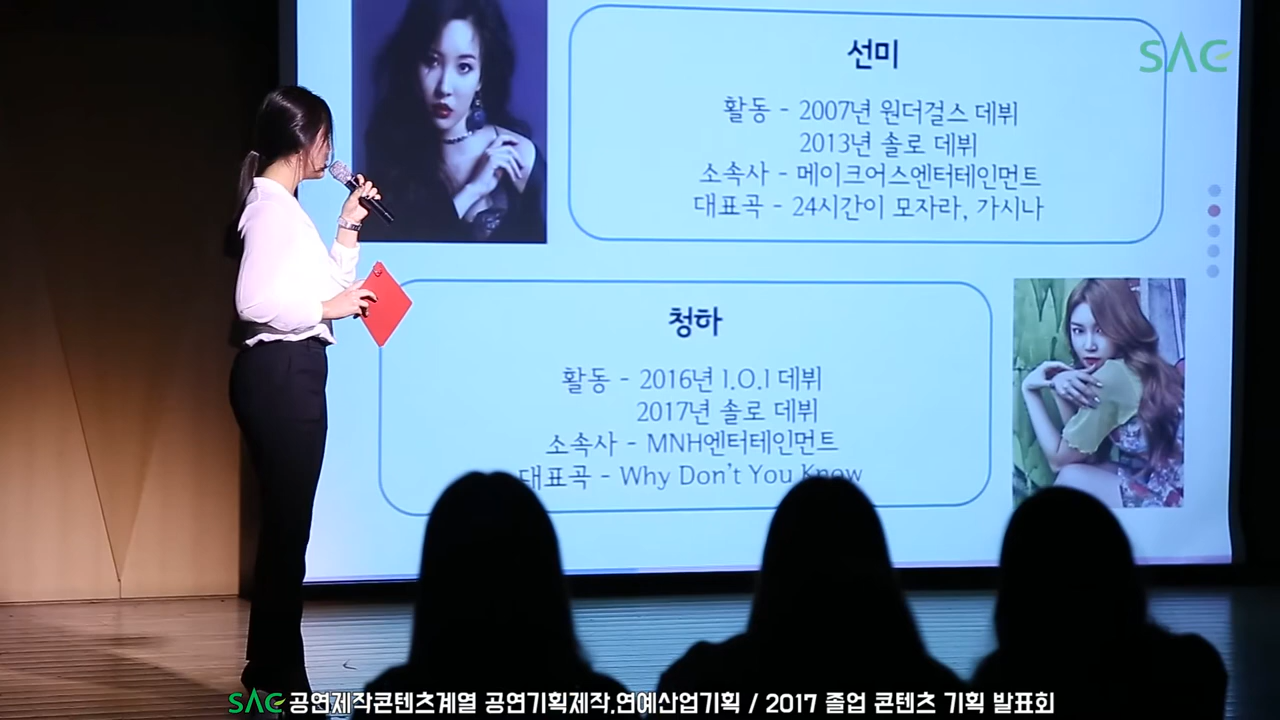 선미
SAC
활동 - 2007년 원더걸스 데뷔
2013년 솔로 데뷔
소속사 - 메이크어스엔터테인먼트
대표곡 - 24시간이 모자라, 가시나
청하
활동 - 2016년 I.O.I 데뷔
2017년 솔로 데뷔
소속사 - MNH엔터테인먼트
대표곡 - Why Don't You Know
SAC 공연제작콘텐츠계열 공연기획제작,연예산업기획 / 2017 졸업 콘텐츠 기획 발표회